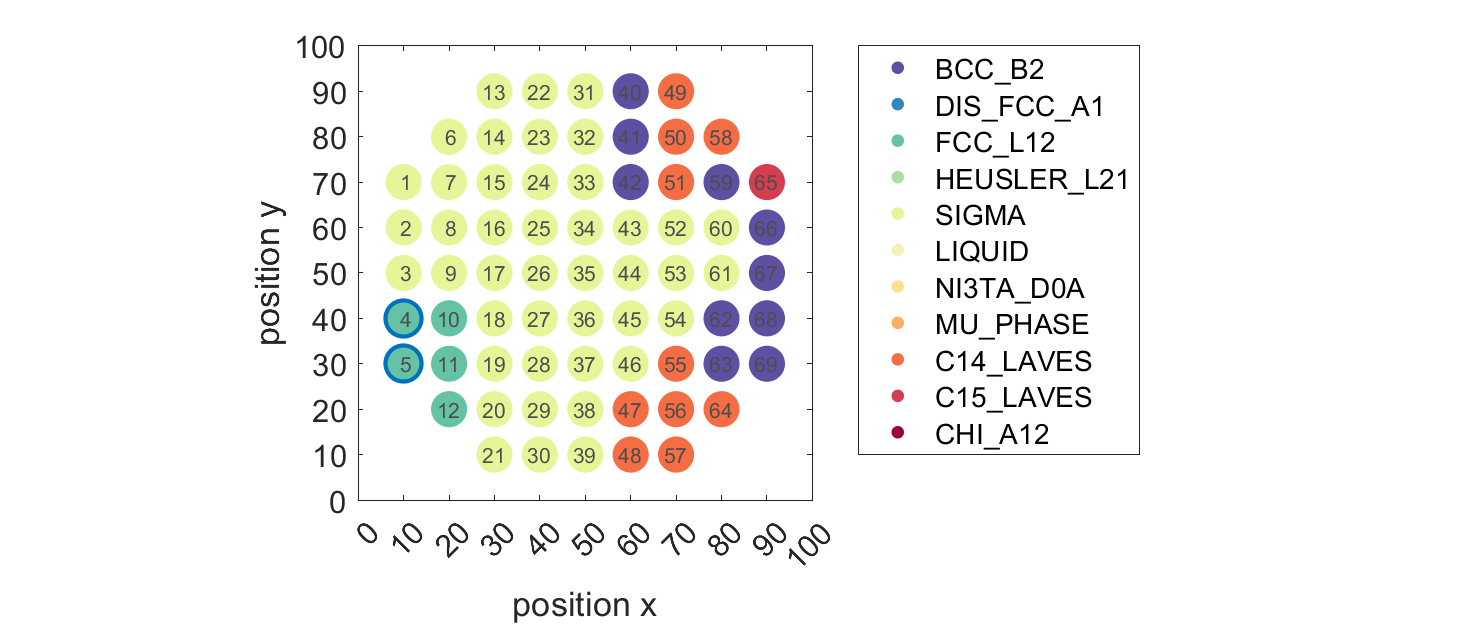 100
90
80
70
60
50
40
30
20
10
0
position y
13 22 31 40 49
6 14 23 32 41 50 58
1 7 15 24 33 42 51 59 65
2 8 16 25 34 43 52 60 66
3 9 17 26 35 44 53 61 67
4 10 18 27 36 45 54 62 68
5 11 19 28 37 46 55 63 69
12 20 29 38 47 56 64
21 30 39 48 57
0 10 20 30 40 50 60 70 80 90 100
position x
BCC_B2
DIS_FCC_A1
FCC_L12
HEUSLER_L21
SIGMA
LIQUID
NI3TA_D0A
MU_PHASE
C14_LAVES
C15_LAVES
CHI_A12